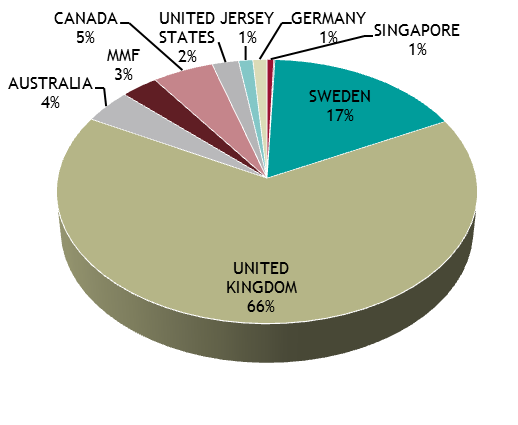 CANADA
5%
UNITED
STATES
2%
JERSEY
1%
GERMANY
1%
SINGAPORE
1%
MMF
3%
AUSTRALIA
4%
SWEDEN
17%
UNITED
KINGDOM
66%